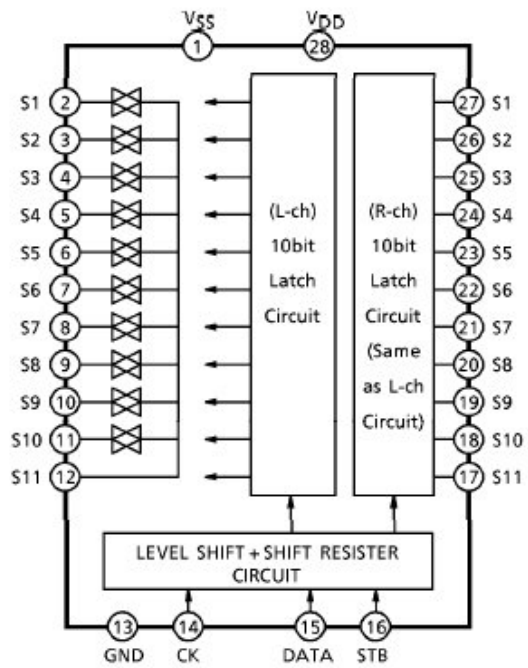 VSS VDD
1 28
S1 2 27 S1
S2 3 26 S2
S3 4 25 S3
S4 5 (L-ch) (R-ch) 24 S4
S5 6 10bit 10bit 23 S5
S6 7 Latch Latch 22 S6
S7 8 Circuit Circuit 21 S7
S8 9 (Same 20 S8
S9 10 as L-ch 19 S9
S10 11 Circuit) 18 S10
S11 12 17 S11
LEVEL SHIFT + SHIFT RESISTER
CIRCUIT
13 14 15 16
GND CK DATA STB